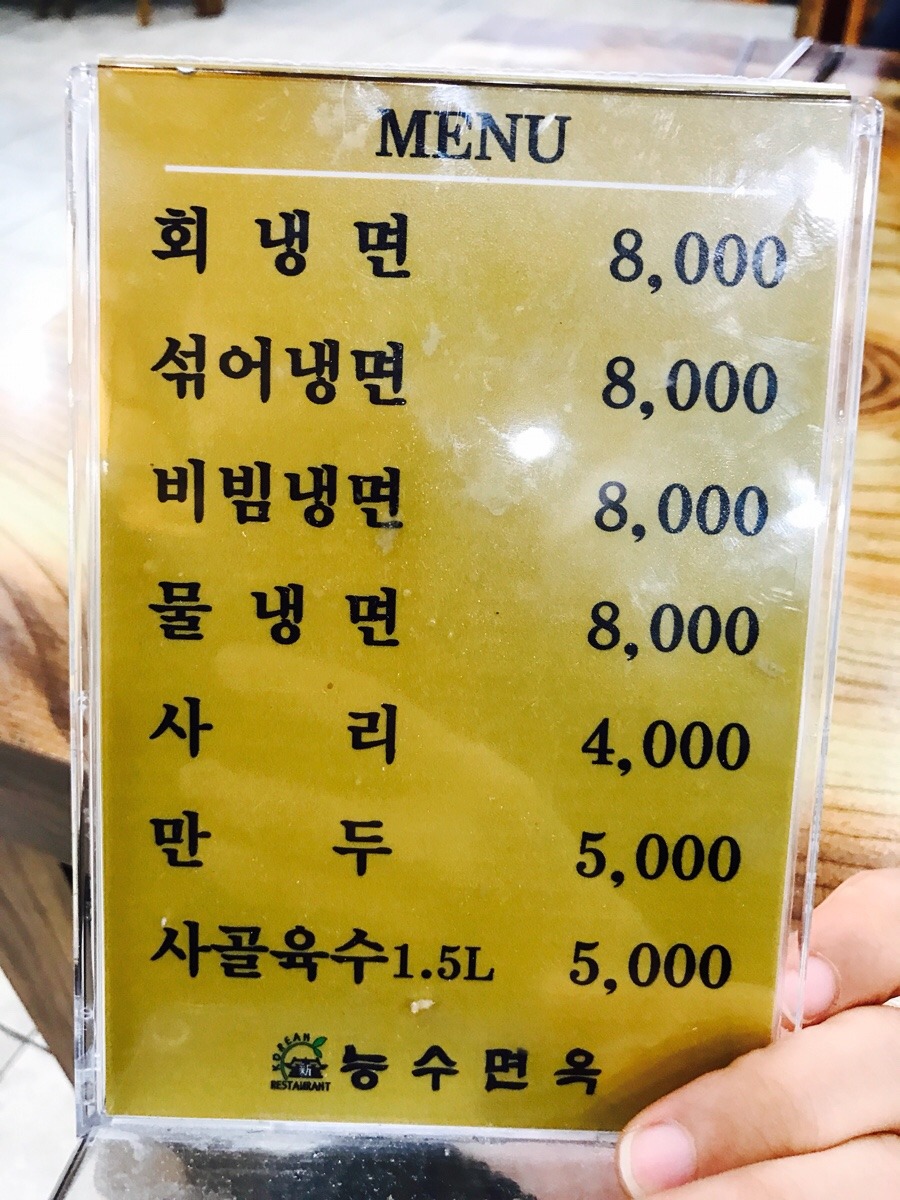 MENU
회 냉 면 8,000
섞어냉면 8,000
비빔냉면 8,000
물 냉 면 8,000
사 리 4,000
만 두 5,000
사골육수1.5L 5,000
KOREAN RESTAURANT 능 수 면 옥